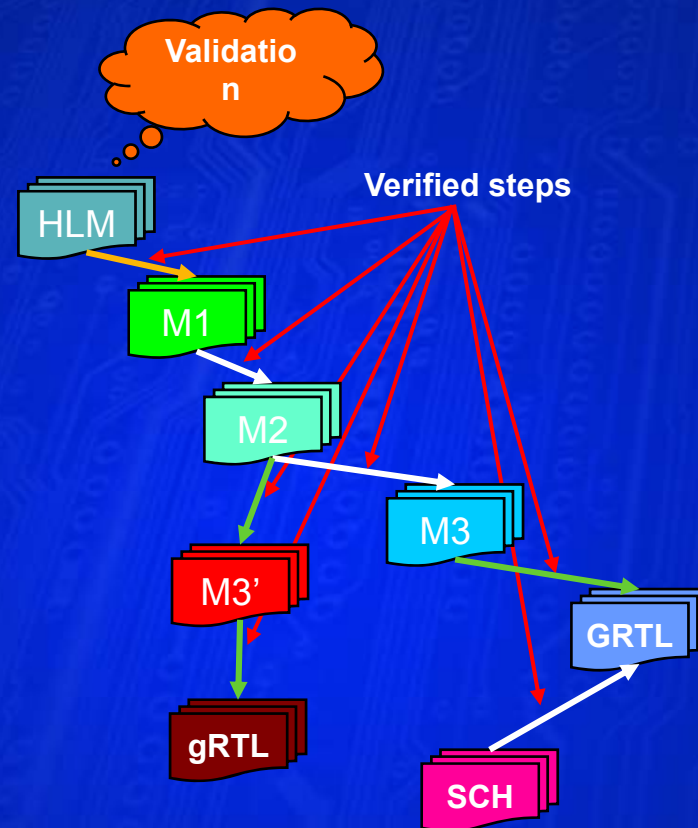 Validatio
n
Verified steps
HLM
M1
M2
M3
M3’
GRTL
gRTL
SCH